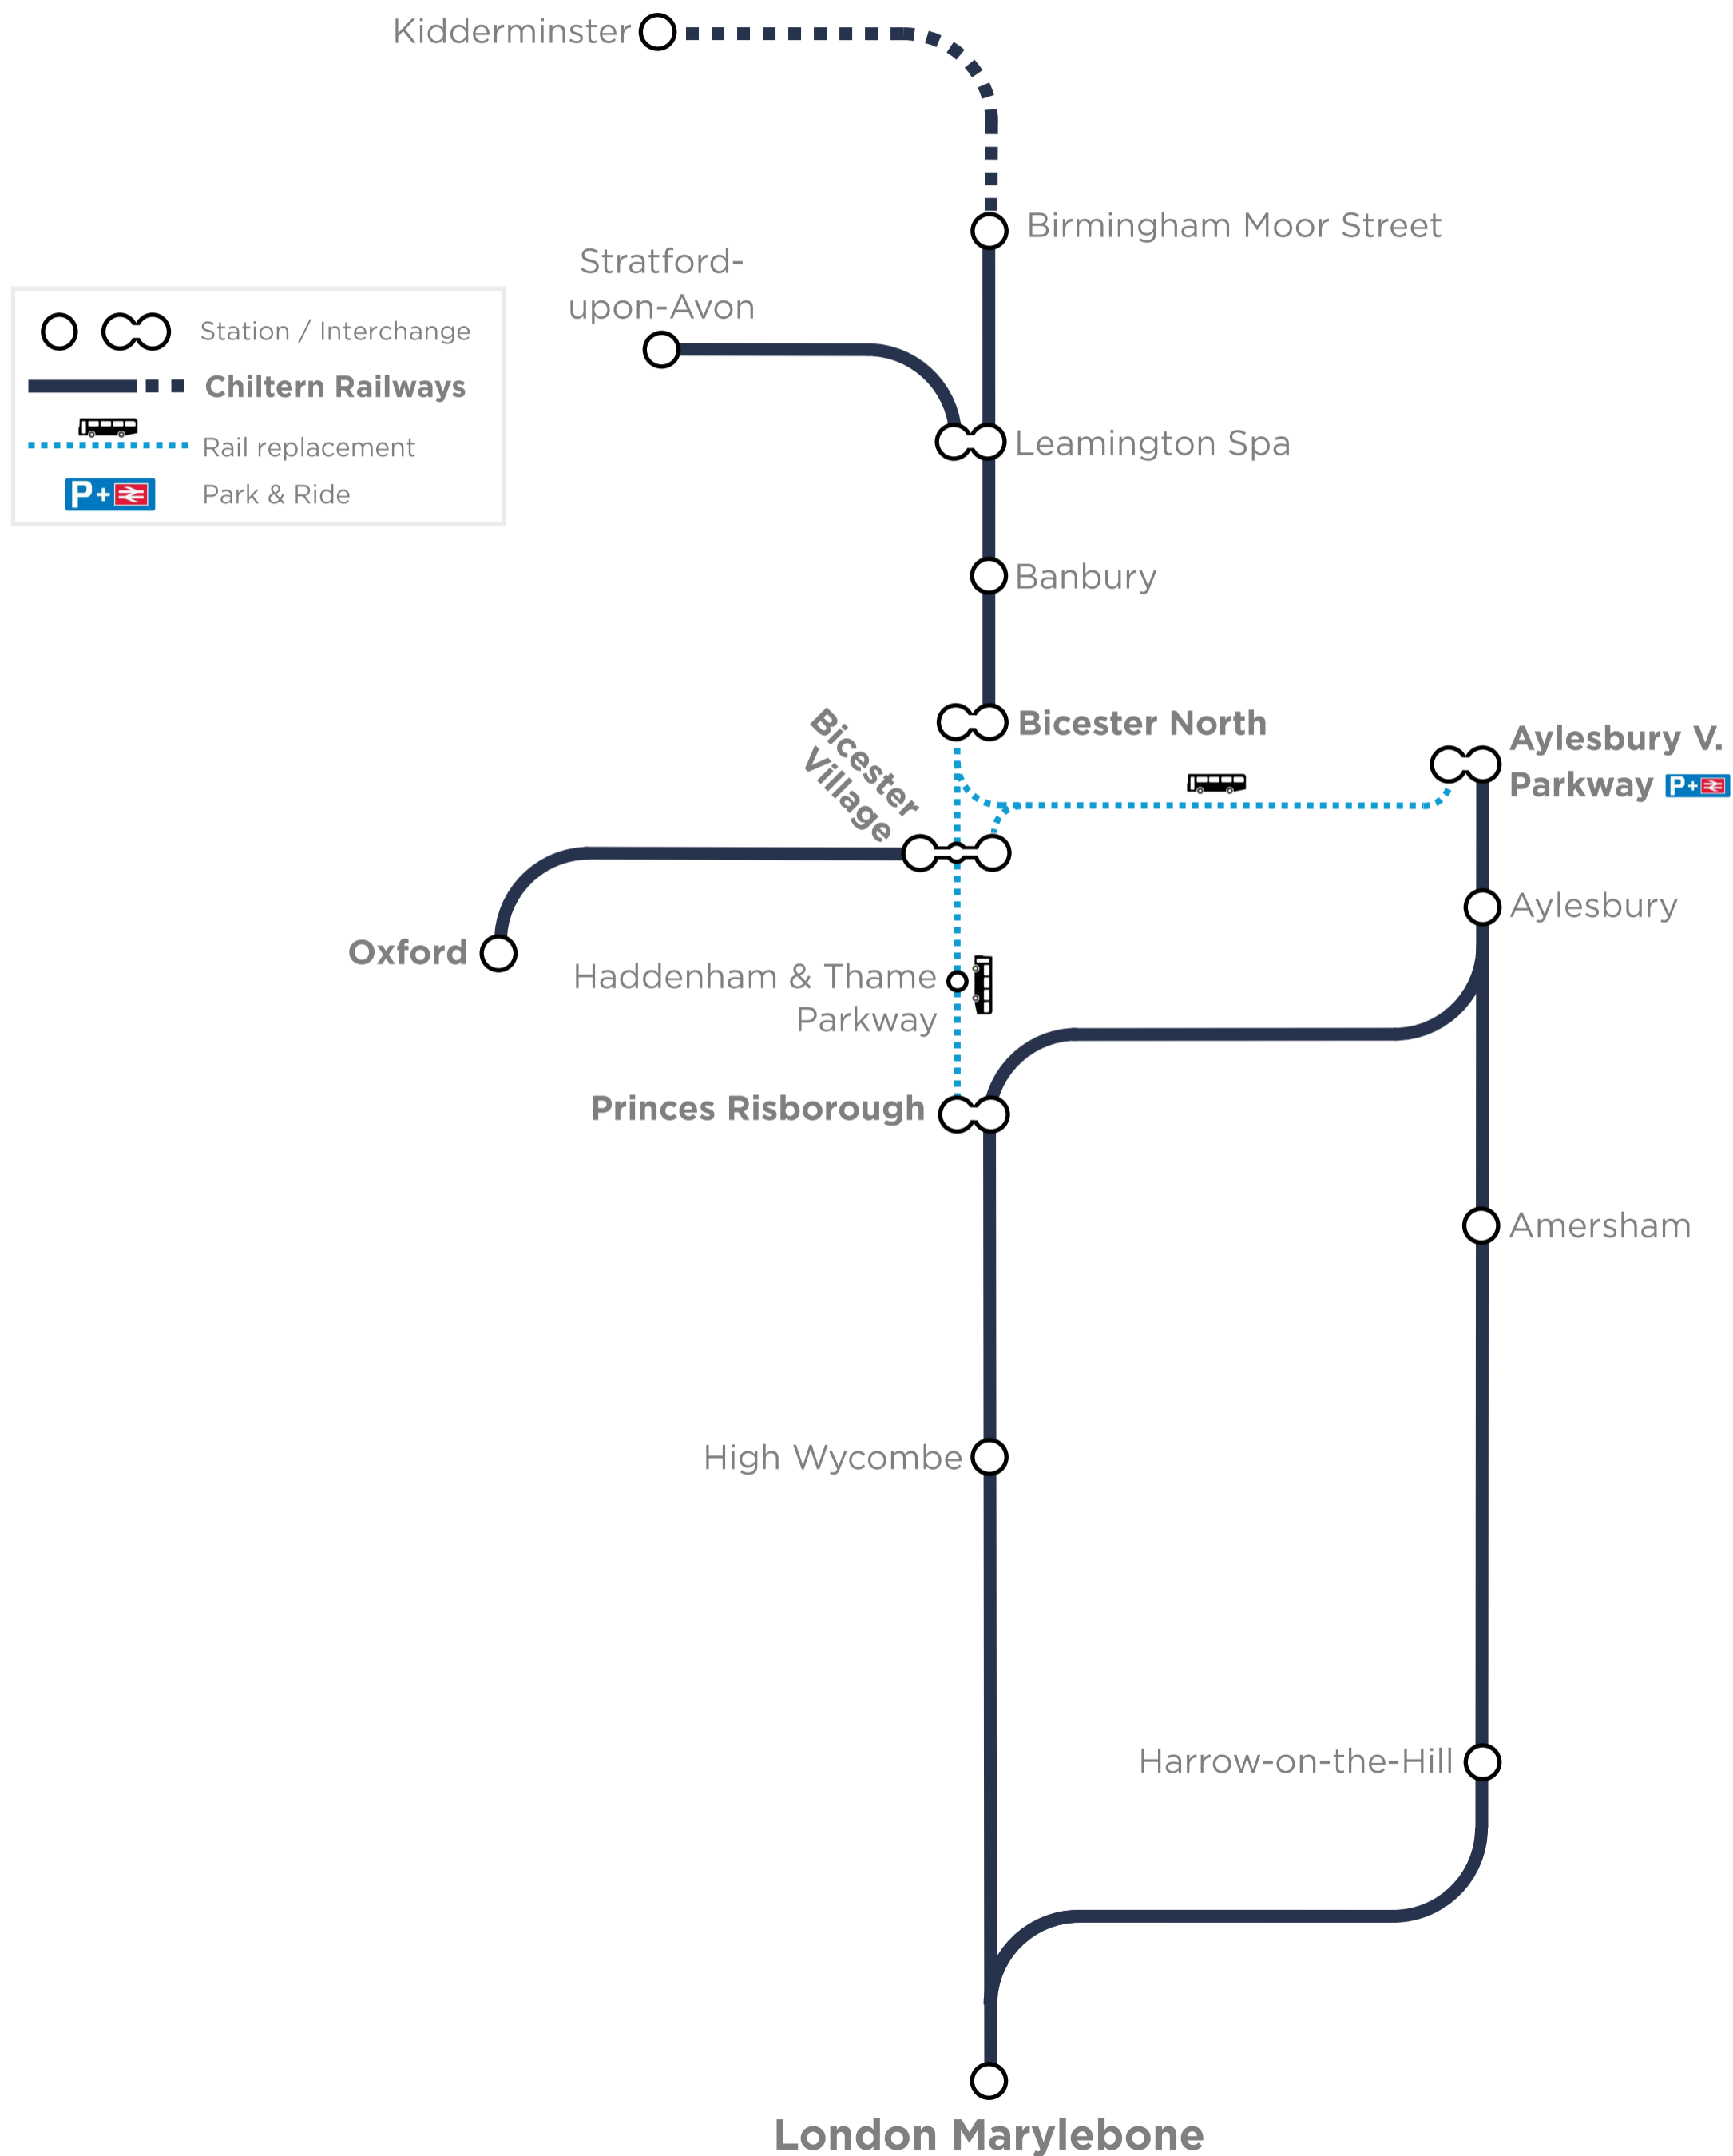 Kidderminster
Birmingham Moor Street
Stratford-
upon-Avon
Station / Interchange
Chiltern Railways
Rail replacement
P+
Park & Ride
Leamington Spa
Banbury
Bicester North
Bicester
Village
Aylesbury V.
Parkway P+
Aylesbury
Oxford
Haddenham & Thame
Parkway
Princes Risborough
Amersham
High Wycombe
Harrow-on-the-Hill
London Marylebone